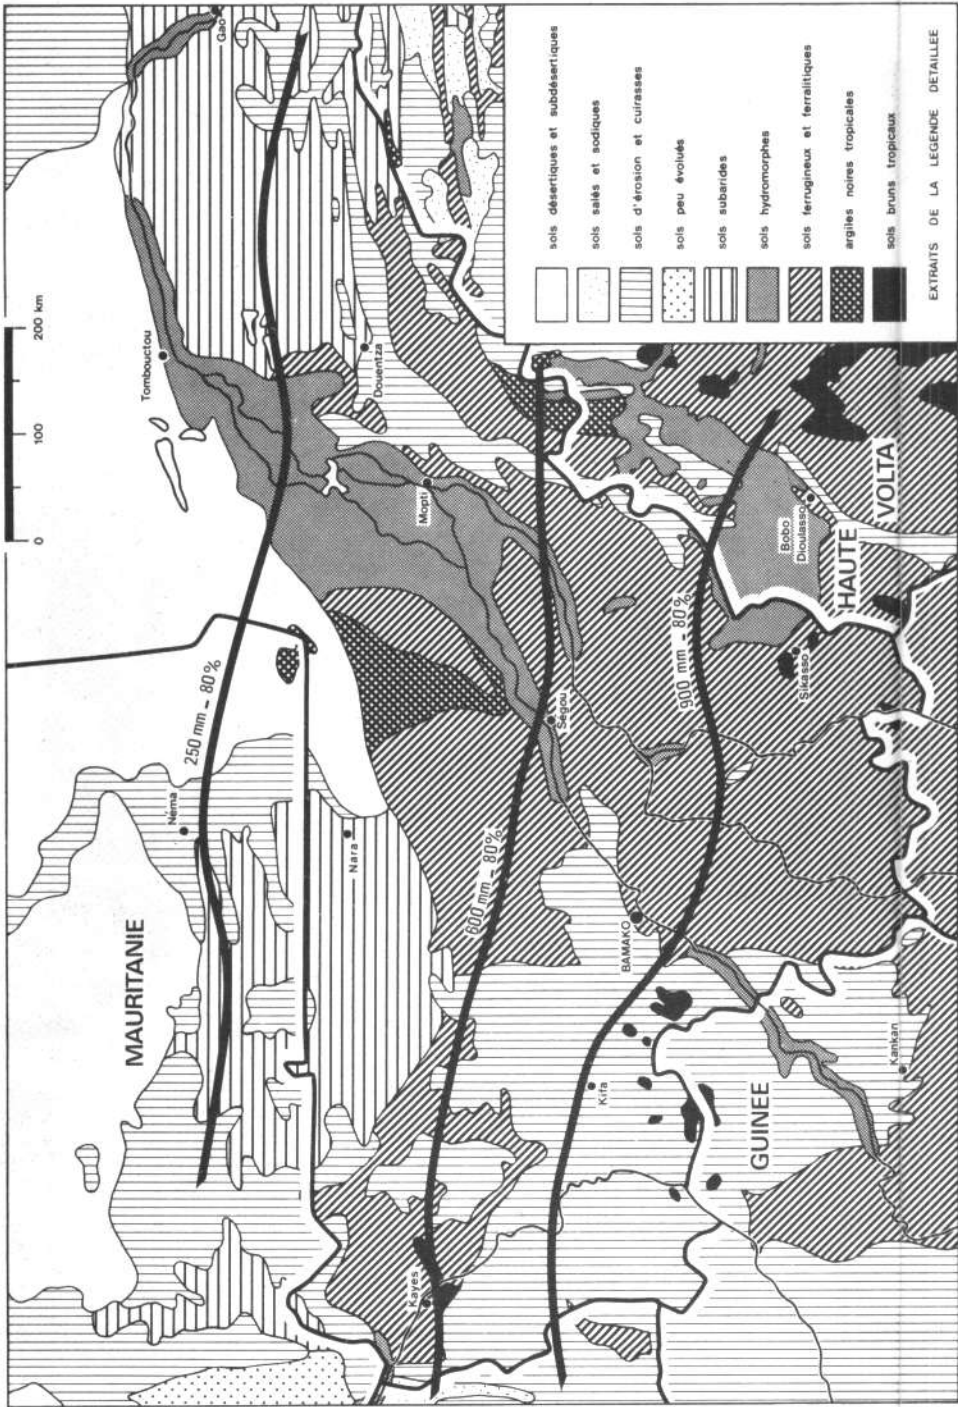 MAURITANIE
Néma
Nara
Tombouctou
Gao
Douentza
Mopti
Ségou
Kayes
BAMAKO
Kita
Kankan
GUINEE
Sikasso
Bobo
Dioulasso
HAUTE
VOLTA
250 mm - 80%
600 mm - 80%
900 mm - 80%
0 100 200 km
sols désertiques et subdésertiques
sols salés et sodiques
sols d'érosion et cuirasses
sols peu évolués
sols subarides
sols hydromorphes
sols ferrugineux et ferralitiques
argiles noires tropicales
sols bruns tropicaux
EXTRAITS DE LA LEGENDE DETAILLEE